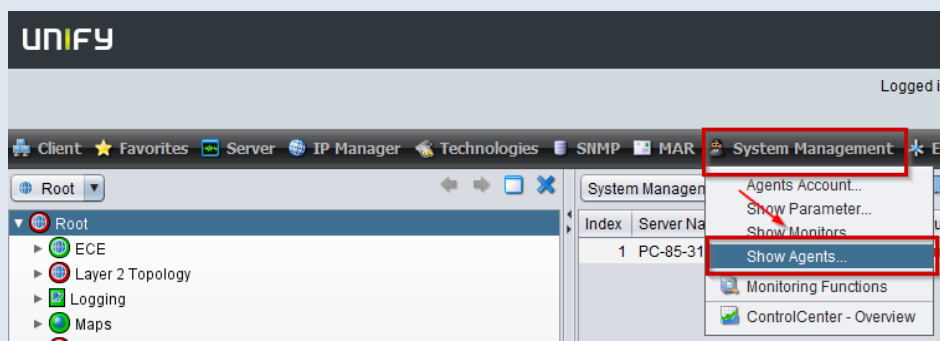 UNIFY
Logged i
Client Favorites Server IP Manager Technologies SNMP MAR System Management E
Root
System Managem
Agents Account...
Show Parameter...
Root
Index Server Na
Show Monitors
ECE
1 PC-85-31
Show Agents...
Layer 2 Topology
Monitoring Functions
Logging
Maps
ControlCenter - Overview